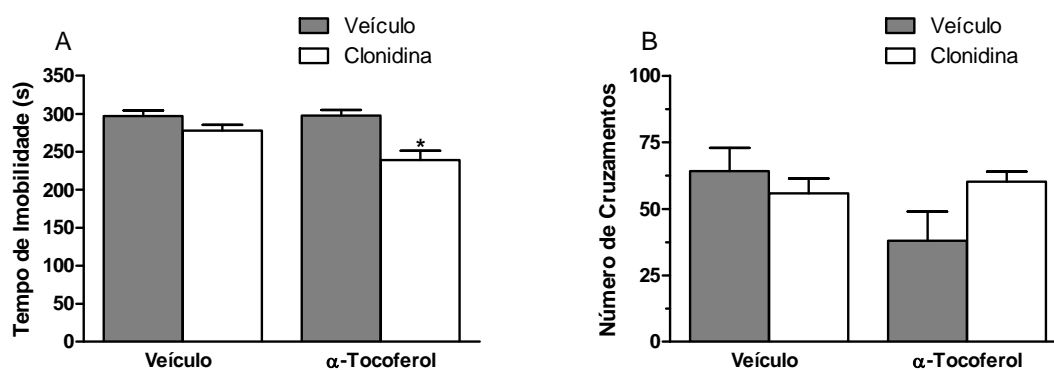 A
Veículo
Clonidina
Tempo de Imobilidade (s)
350
300
250
200
150
100
50
0
*
Veículo
α-Tocoferol
B
Veículo
Clonidina
Número de Cruzamentos
100
75
50
25
0
Veículo
α-Tocoferol